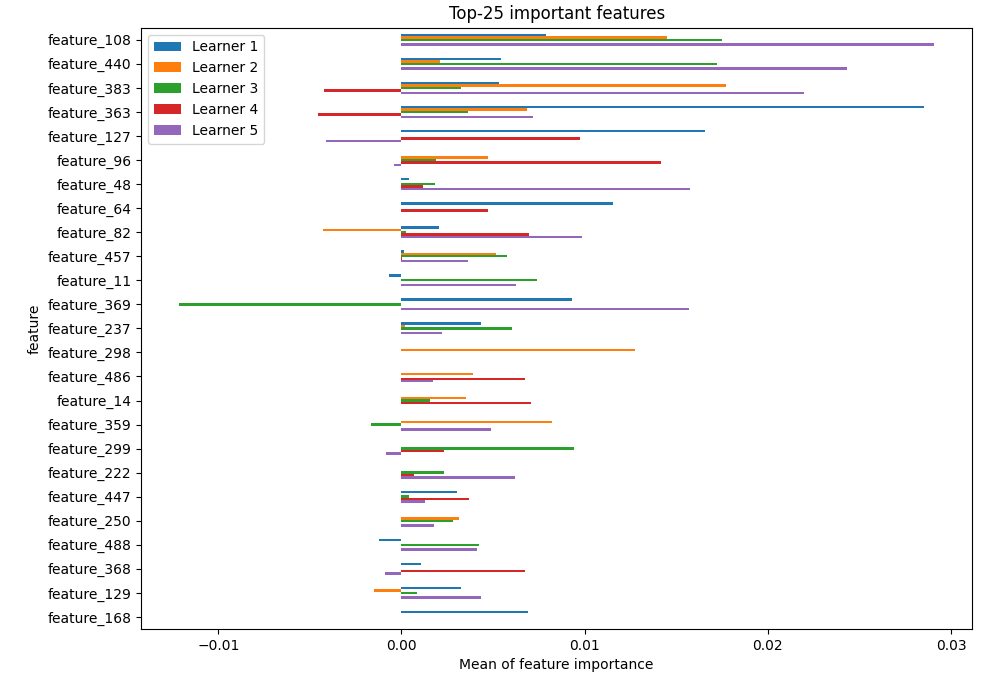 Top-25 important features
Learner 1
Learner 2
Learner 3
Learner 4
Learner 5
feature
feature_108
feature_440
feature_383
feature_363
feature_127
feature_96
feature_48
feature_64
feature_82
feature_457
feature_11
feature_369
feature_237
feature_298
feature_486
feature_14
feature_359
feature_299
feature_222
feature_447
feature_250
feature_488
feature_368
feature_129
feature_168
−0.01 0.00 0.01 0.02 0.03
Mean of feature importance